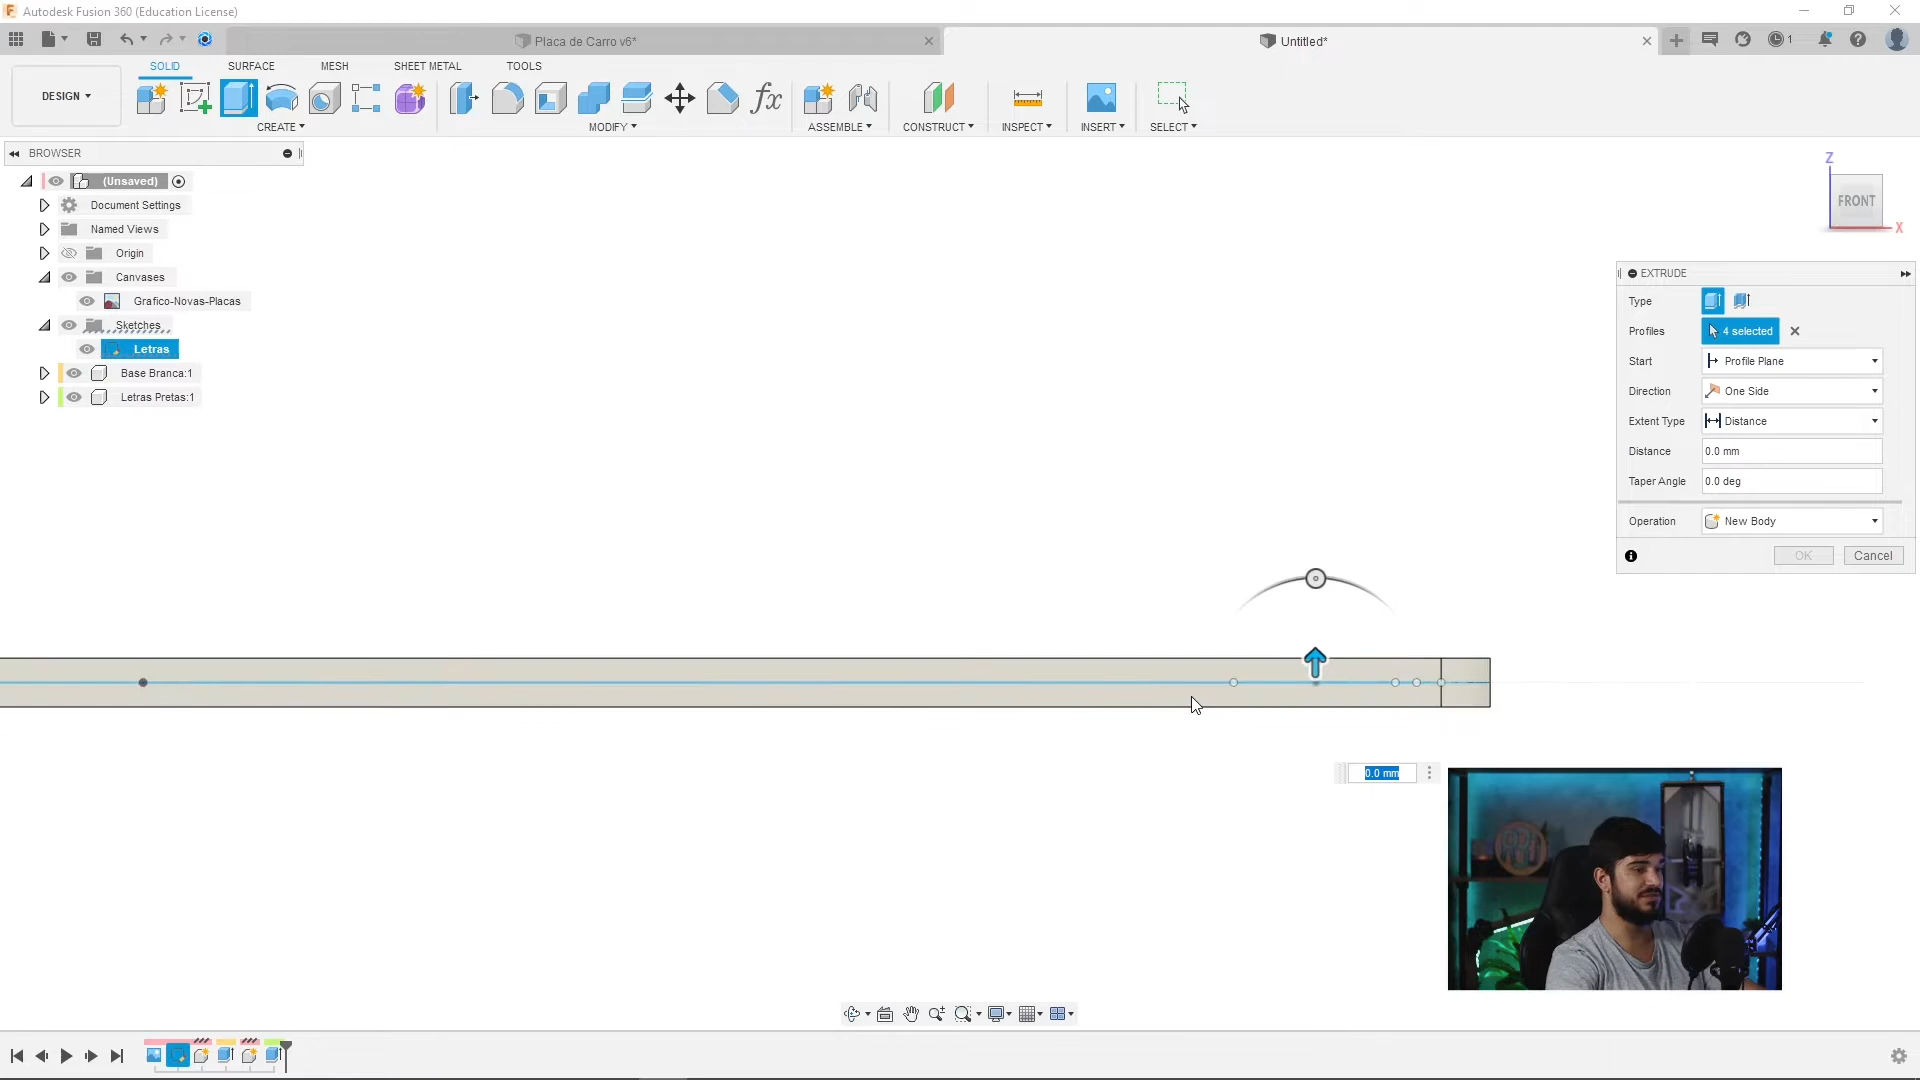 Autodesk Fusion 360 (Education License)
Placa de Carro v6*
Untitled*
1
DESIGN
SOLID
SURFACE
MESH
SHEET METAL
TOOLS
fx
CREATE
MODIFY
ASSEMBLE
CONSTRUCT
INSPECT
INSERT
SELECT
BROWSER
(Unsaved)
Document Settings
Named Views
Origin
Canvases
Grafico-Novas-Placas
Sketches
Letras
Base Branca:1
Letras Pretas:1
Z
FRONT
X
EXTRUDE
Type
Profiles
4 selected
Start
Profile Plane
Direction
One Side
Extent Type
Distance
Distance
0.0 mm
Taper Angle
0.0 deg
Operation
New Body
OK
Cancel
0.0 mm